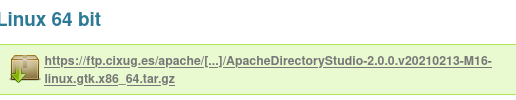 Linux 64 bit
https://ftp.cixug.es/apache/[...]/ApacheDirectoryStudio-2.0.0.v20210213-M16-
linux.gtk.x86_64.tar.gz